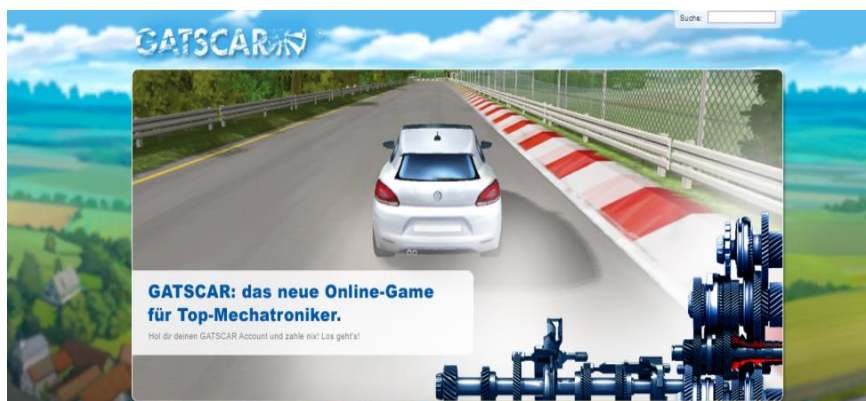 Suche:
GATSCAR
GATSCAR: das neue Online-Game
für Top-Mechatroniker.
Hol dir deinen GATSCAR Account und zahle nix! Los geht's!